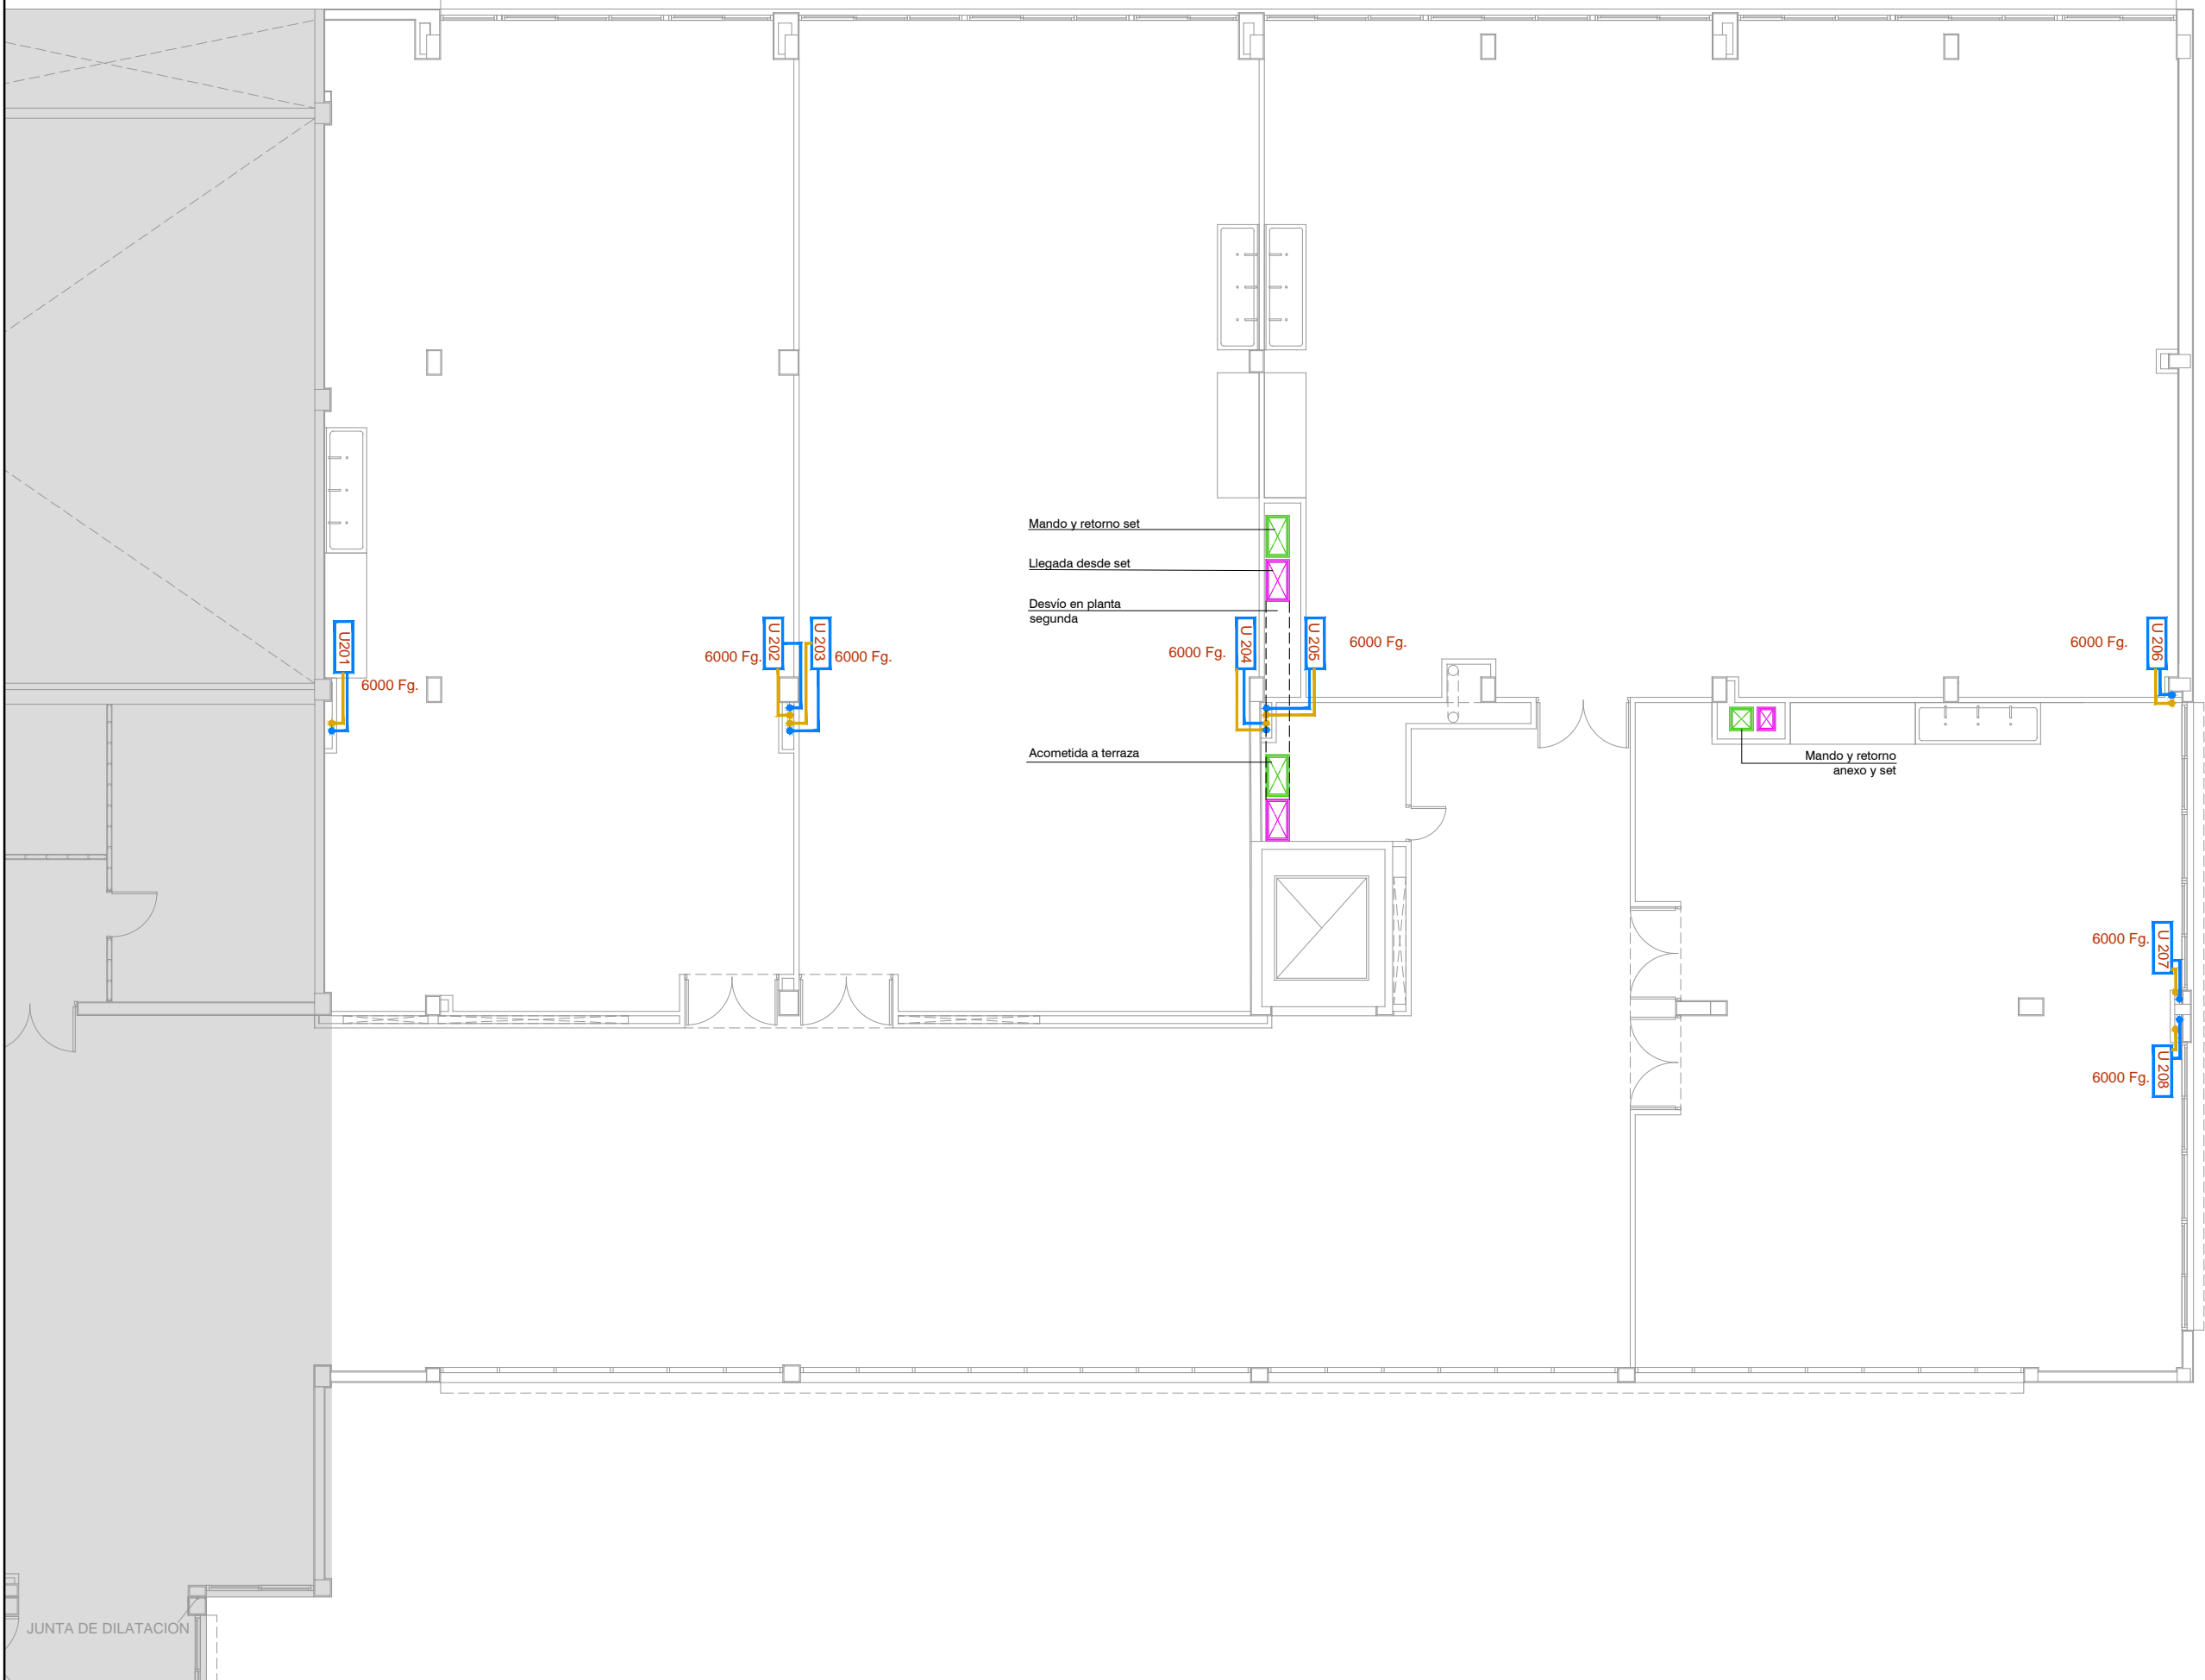 Mando y retorno set
Llegada desde set
Desvío en planta
segunda
U201
6000 Fg.
U 202
6000 Fg.
U 203
6000 Fg.
U 204
6000 Fg.
U 205
6000 Fg.
U 206
6000 Fg.
Acometida a terraza
Mando y retorno
anexo y set
U 207
6000 Fg.
U 208
6000 Fg.
JUNTA DE DILATACION